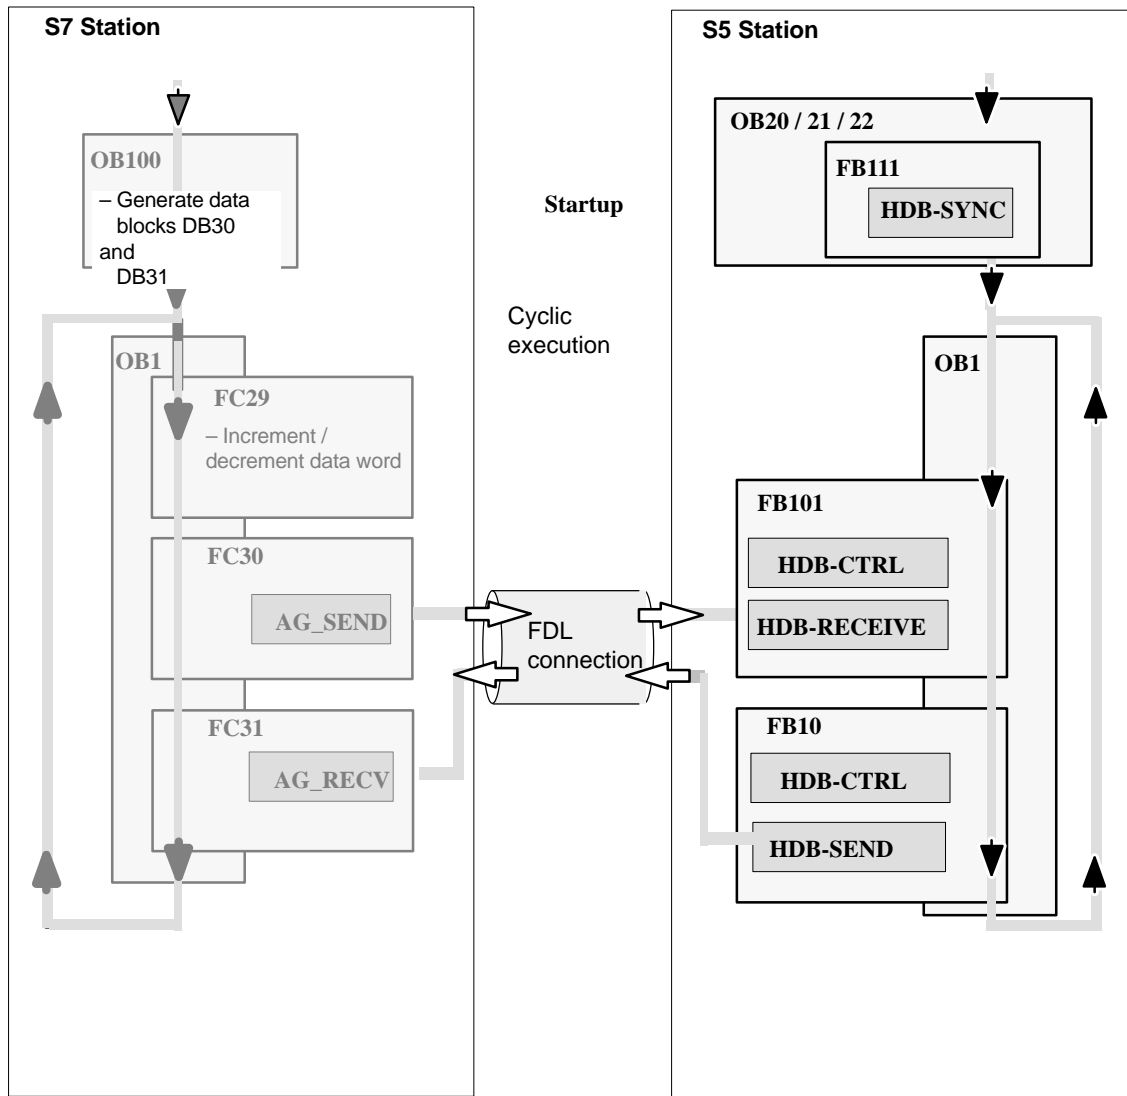 S7 Station
OB100
– Generate data
blocks DB30
and
DB31
OB1
FC29
– Increment /
decrement data word
FC30
AG_SEND
FC31
AG_RECV
Startup
Cyclic
execution
FDL
connection
S5 Station
OB20 / 21 / 22
FB111
HDB-SYNC
OB1
FB101
HDB-CTRL
HDB-RECEIVE
FB10
HDB-CTRL
HDB-SEND